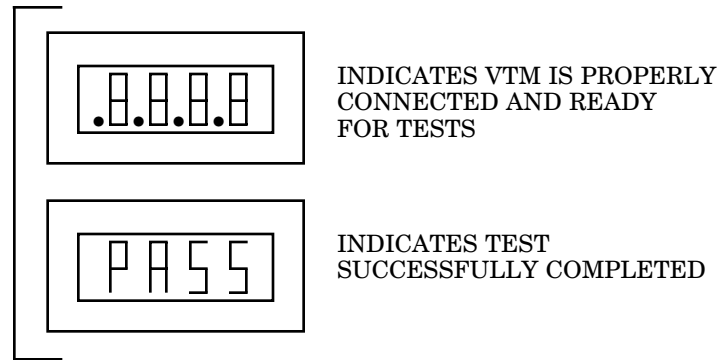 .8.8.8.8
INDICATES VTM IS PROPERLY
CONNECTED AND READY
FOR TESTS
PASS
INDICATES TEST
SUCCESSFULLY COMPLETED